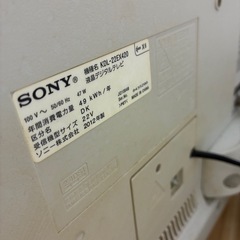 SONY
機種名 KDL-22EX420
液晶デジタルテレビ
100 V 50/60 Hz 47 W
年間消費電力量 49 kWh/年
区分名 DK
受信機型サイズ 22V
ソニー株式会社 2012年製